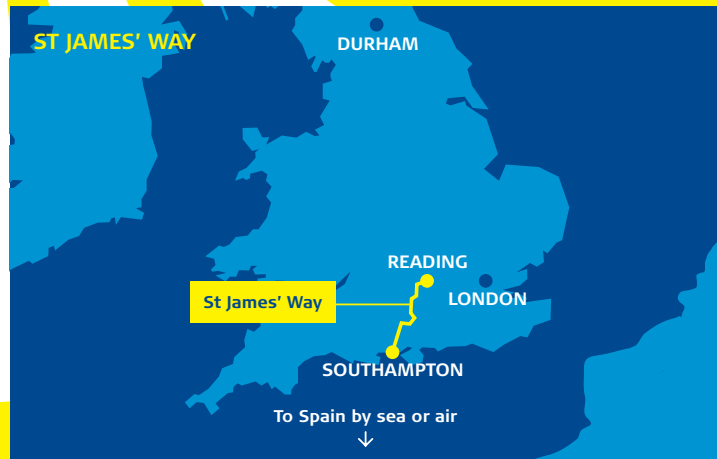 ST JAMES’ WAY
DURHAM
READING
St James’ Way
LONDON
SOUTHAMPTON
To Spain by sea or air
↓